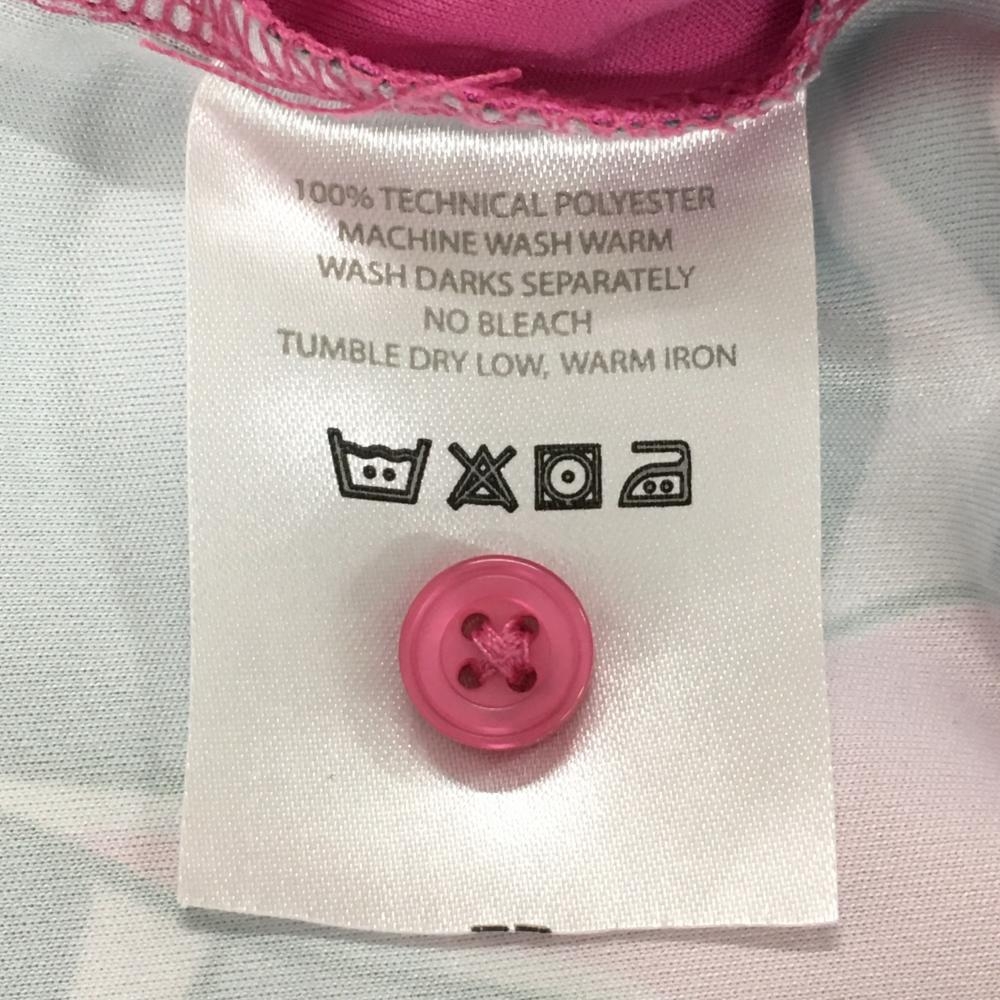 100% TECHNICAL POLYESTER
MACHINE WASH WARM
WASH DARKS SEPARATELY
NO BLEACH
TUMBLE DRY LOW, WARM IRON